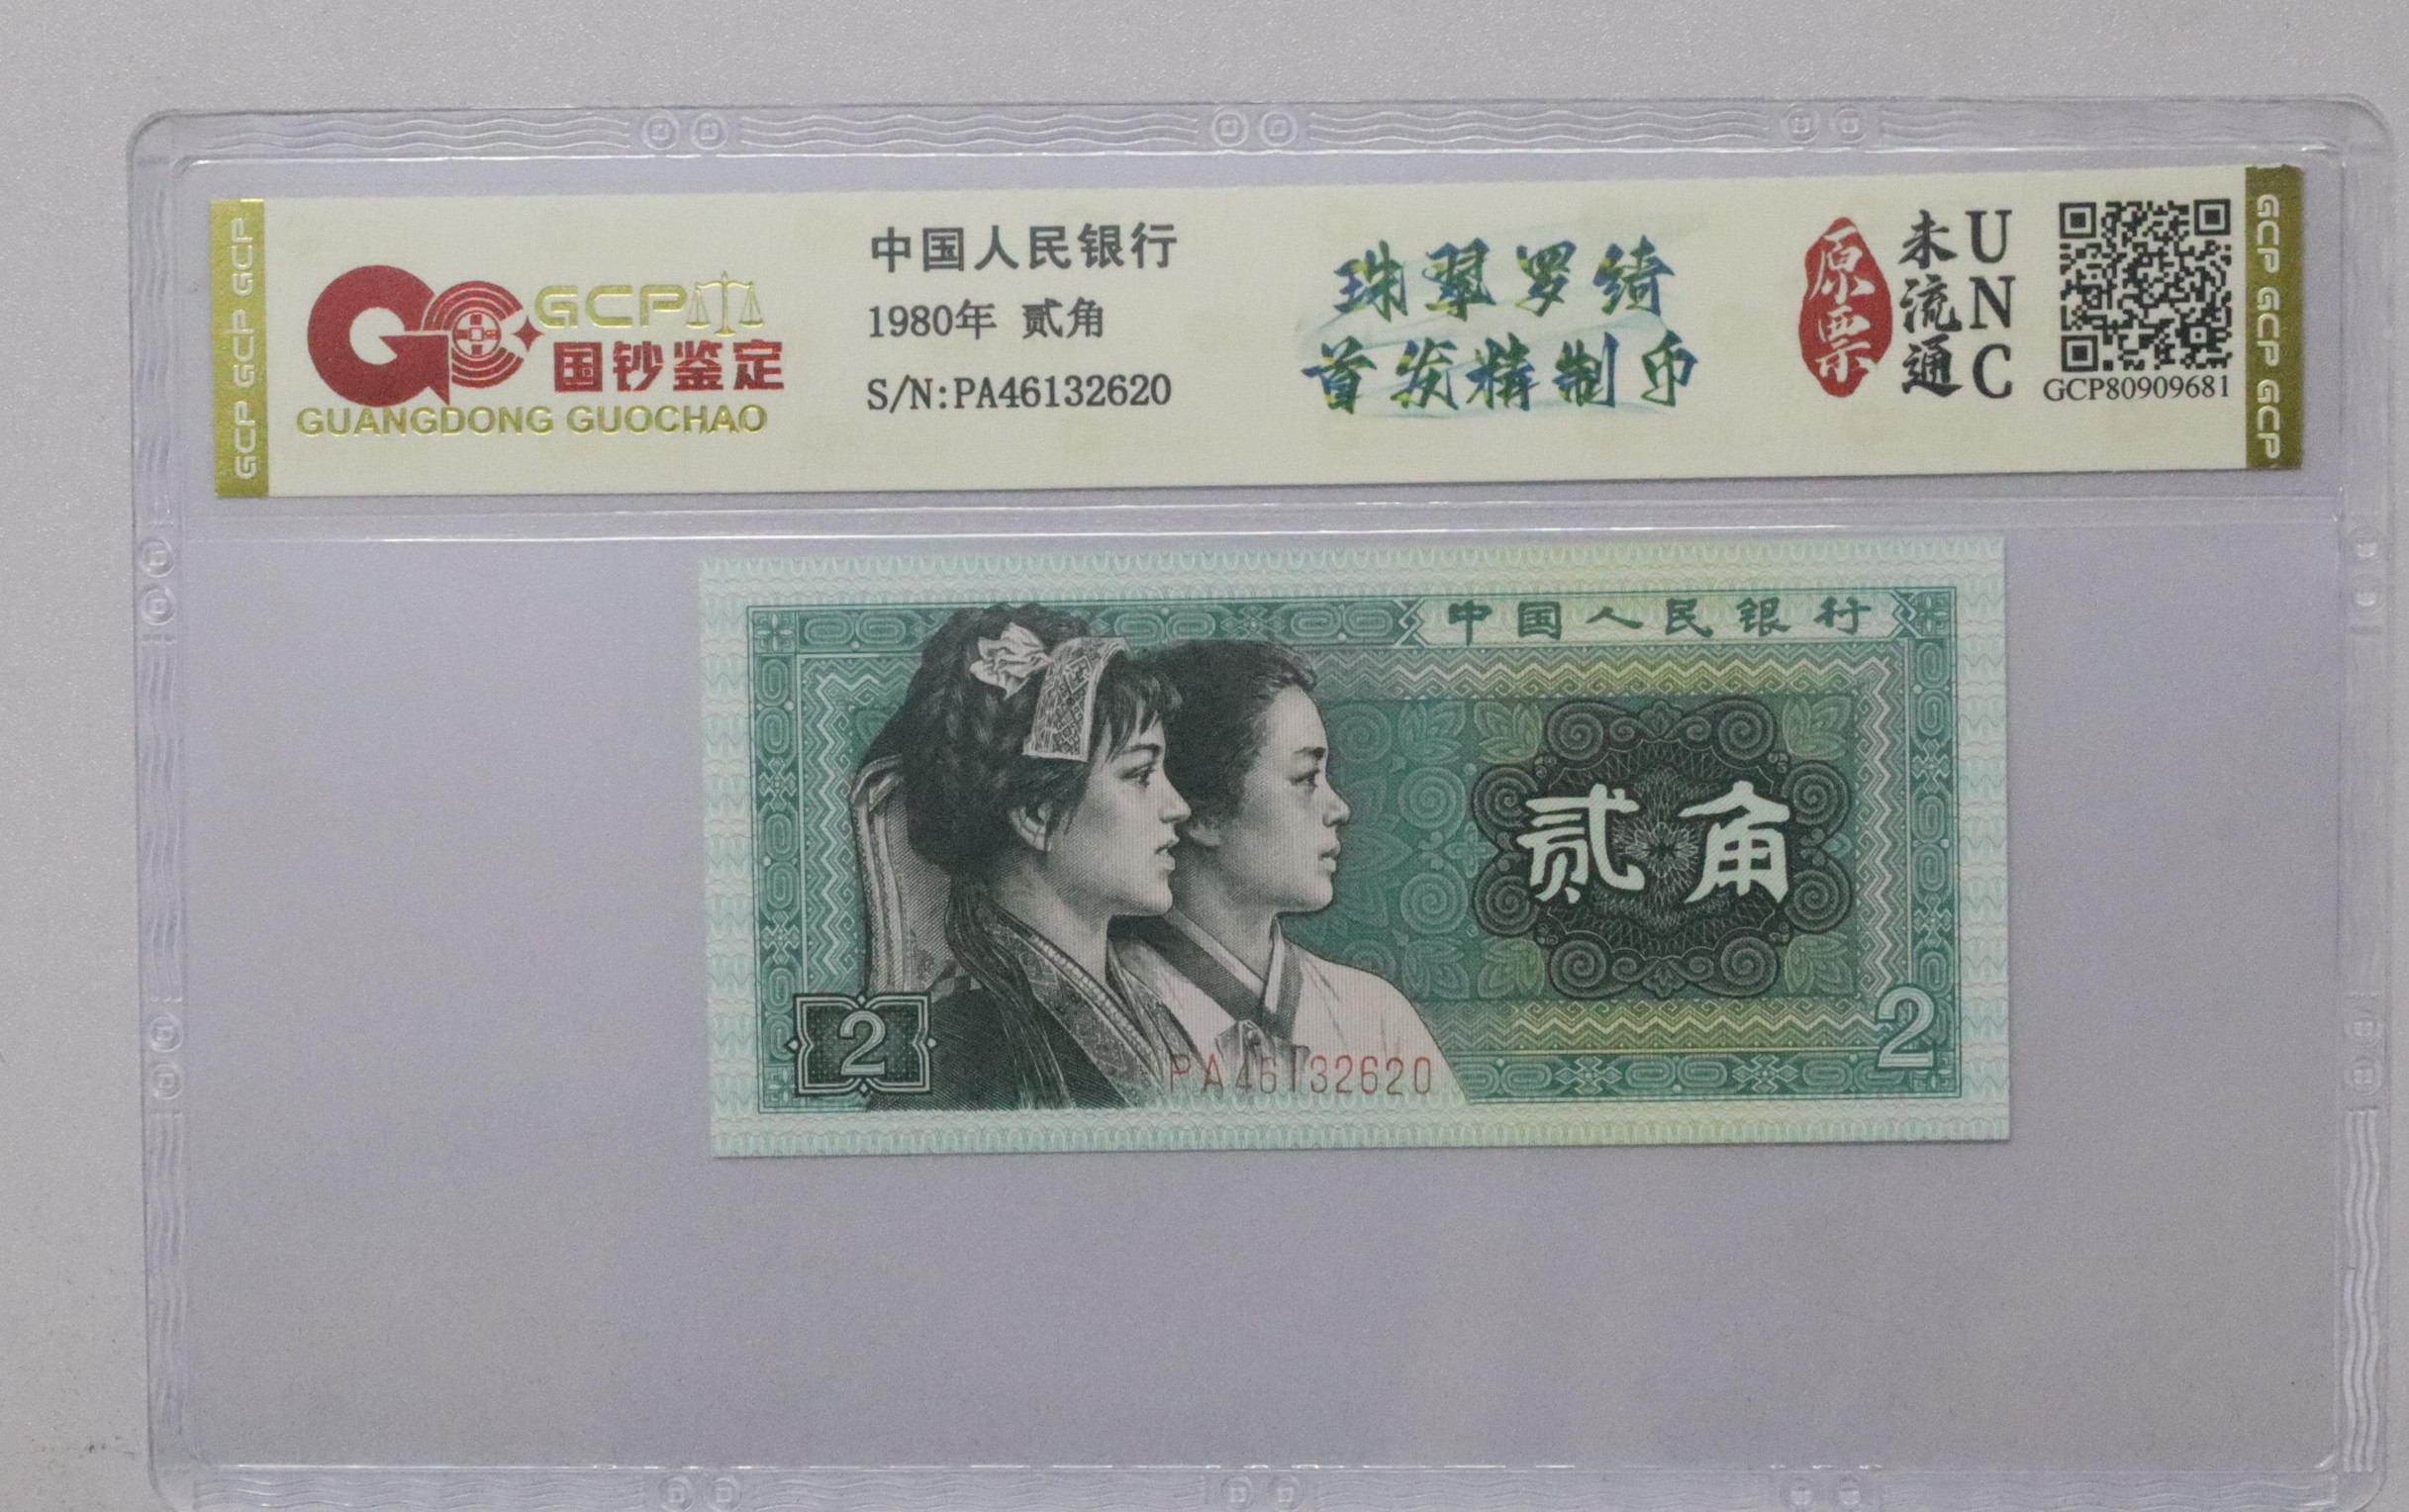 GCP
国钞鉴定
GUANGDONG GUOCHAO
中国人民银行
1980年 贰角
S/N:PA46132620
珠翠罗绮
首发精制币
原票
未流通
UNC
GCP80909681
GCP GCP GCP
GCP GCP GCP
中国人民银行
贰角
2
2
PA46132620